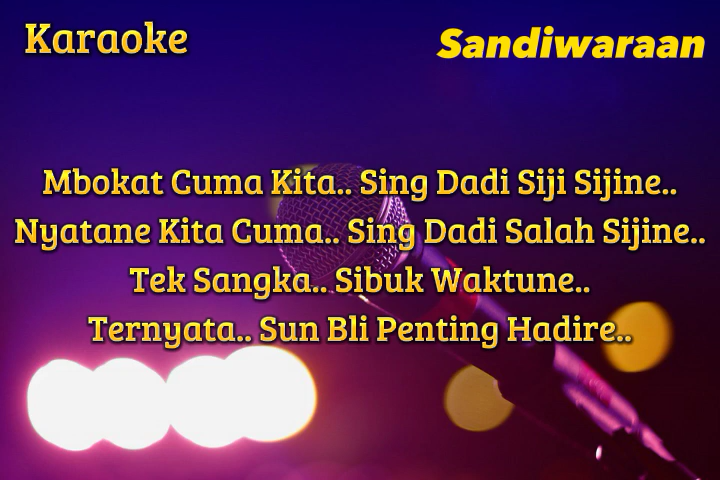 Karaoke
Sandiwaraan
Mbokat Cuma Kita.. Sing Dadi Siji Sijine..
Nyatane Kita Cuma.. Sing Dadi Salah Sijine..
Tek Sangka.. Sibuk Waktune..
Ternyata.. Sun Bli Penting Hadire..